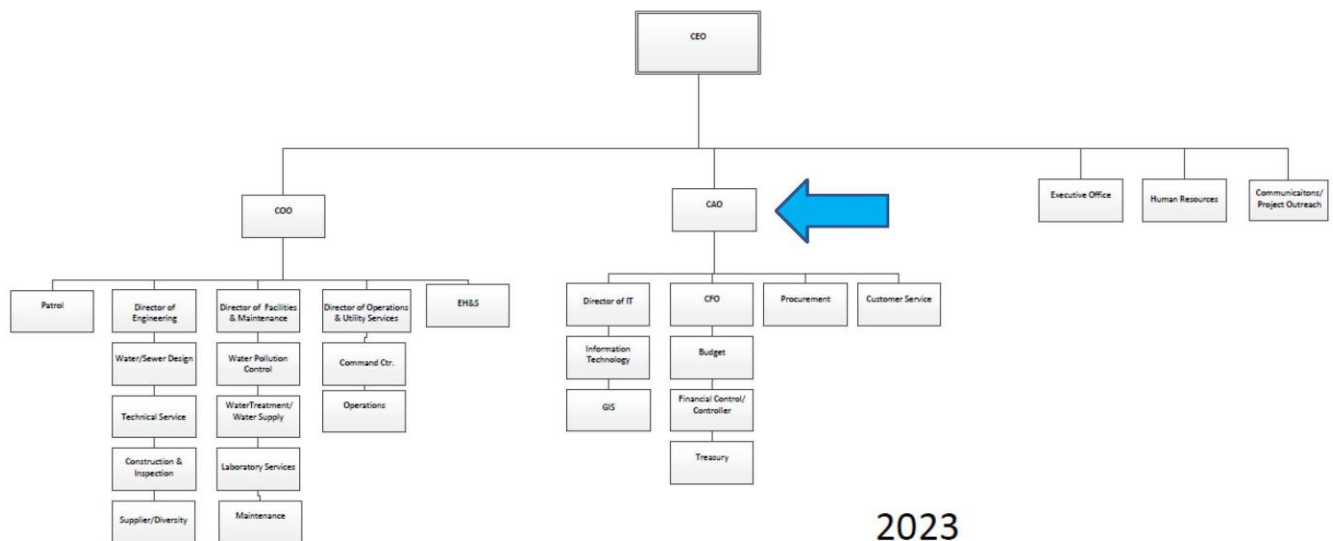 CEO
COO
CAO
Executive Office
Human Resources
Communicaitons/
Project Outreach
Patrol
Director of
Engineering
Director of Facilities
& Maintenance
Director of Operations
& Utility Services
EH&S
Director of IT
CFO
Procurement
Customer Service
Water/Sewer Design
Water Pollution
Control
Command Ctr.
Information
Technology
Budget
Technical Service
WaterTreatment/
Water Supply
Operations
GIS
Financial Control/
Controller
Construction &
Inspection
Laboratory Services
Treasury
Supplier/Diversity
Maintenance
2023